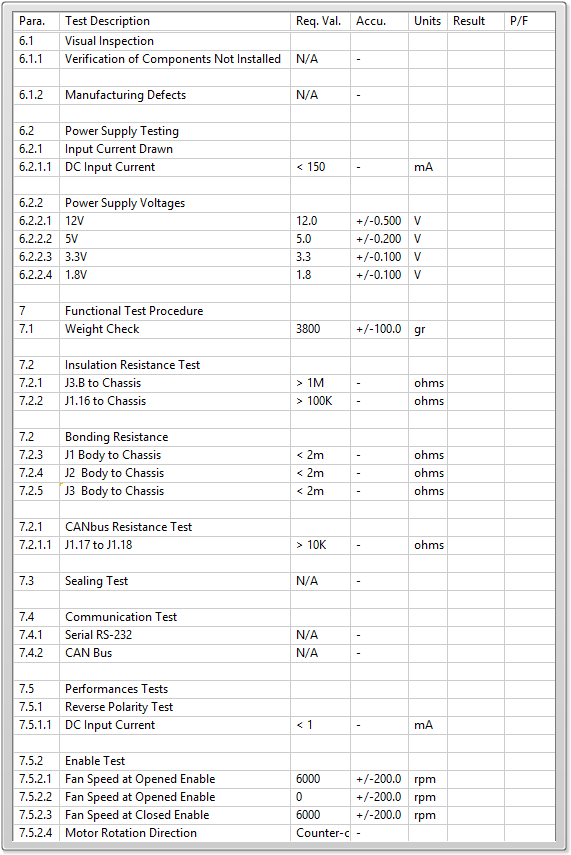 Para. Test Description Req. Val. Accu. Units Result P/F
6.1 Visual Inspection
6.1.1 Verification of Components Not Installed N/A -
6.1.2 Manufacturing Defects N/A -
6.2 Power Supply Testing
6.2.1 Input Current Drawn
6.2.1.1 DC Input Current < 150 - mA
6.2.2 Power Supply Voltages
6.2.2.1 12V 12.0 +/-0.500 V
6.2.2.2 5V 5.0 +/-0.200 V
6.2.2.3 3.3V 3.3 +/-0.100 V
6.2.2.4 1.8V 1.8 +/-0.100 V
7 Functional Test Procedure
7.1 Weight Check 3800 +/-100.0 gr
7.2 Insulation Resistance Test
7.2.1 J3.B to Chassis > 1M - ohms
7.2.2 J1.16 to Chassis > 100K - ohms
7.2 Bonding Resistance
7.2.3 J1 Body to Chassis < 2m - ohms
7.2.4 J2 Body to Chassis < 2m - ohms
7.2.5 J3 Body to Chassis < 2m - ohms
7.2.1 CANbus Resistance Test
7.2.1.1 J1.17 to J1.18 > 10K - ohms
7.3 Sealing Test N/A -
7.4 Communication Test
7.4.1 Serial RS-232 N/A -
7.4.2 CAN Bus N/A -
7.5 Performances Tests
7.5.1 Reverse Polarity Test
7.5.1.1 DC Input Current < 1 - mA
7.5.2 Enable Test
7.5.2.1 Fan Speed at Opened Enable 6000 +/-200.0 rpm
7.5.2.2 Fan Speed at Opened Enable 0 +/-200.0 rpm
7.5.2.3 Fan Speed at Closed Enable 6000 +/-200.0 rpm
7.5.2.4 Motor Rotation Direction Counter-c -